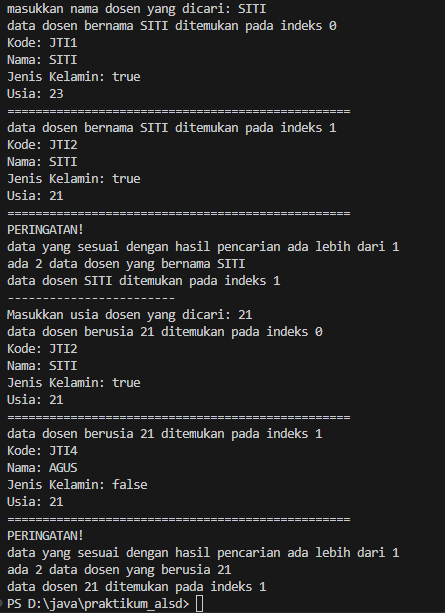 masukkan nama dosen yang dicari: SITI
data dosen bernama SITI ditemukan pada indeks 0
Kode: JTI1
Nama: SITI
Jenis Kelamin: true
Usia: 23
==================================================
data dosen bernama SITI ditemukan pada indeks 1
Kode: JTI2
Nama: SITI
Jenis Kelamin: true
Usia: 21
==================================================
PERINGATAN!
data yang sesuai dengan hasil pencarian ada lebih dari 1
ada 2 data dosen yang bernama SITI
data dosen SITI ditemukan pada indeks 1
------------------------
Masukkan usia dosen yang dicari: 21
data dosen berusia 21 ditemukan pada indeks 0
Kode: JTI2
Nama: SITI
Jenis Kelamin: true
Usia: 21
==================================================
data dosen berusia 21 ditemukan pada indeks 1
Kode: JTI4
Nama: AGUS
Jenis Kelamin: false
Usia: 21
==================================================
PERINGATAN!
data yang sesuai dengan hasil pencarian ada lebih dari 1
ada 2 data dosen yang berusia 21
data dosen 21 ditemukan pada indeks 1
PS D:\java\praktikum_alsd>